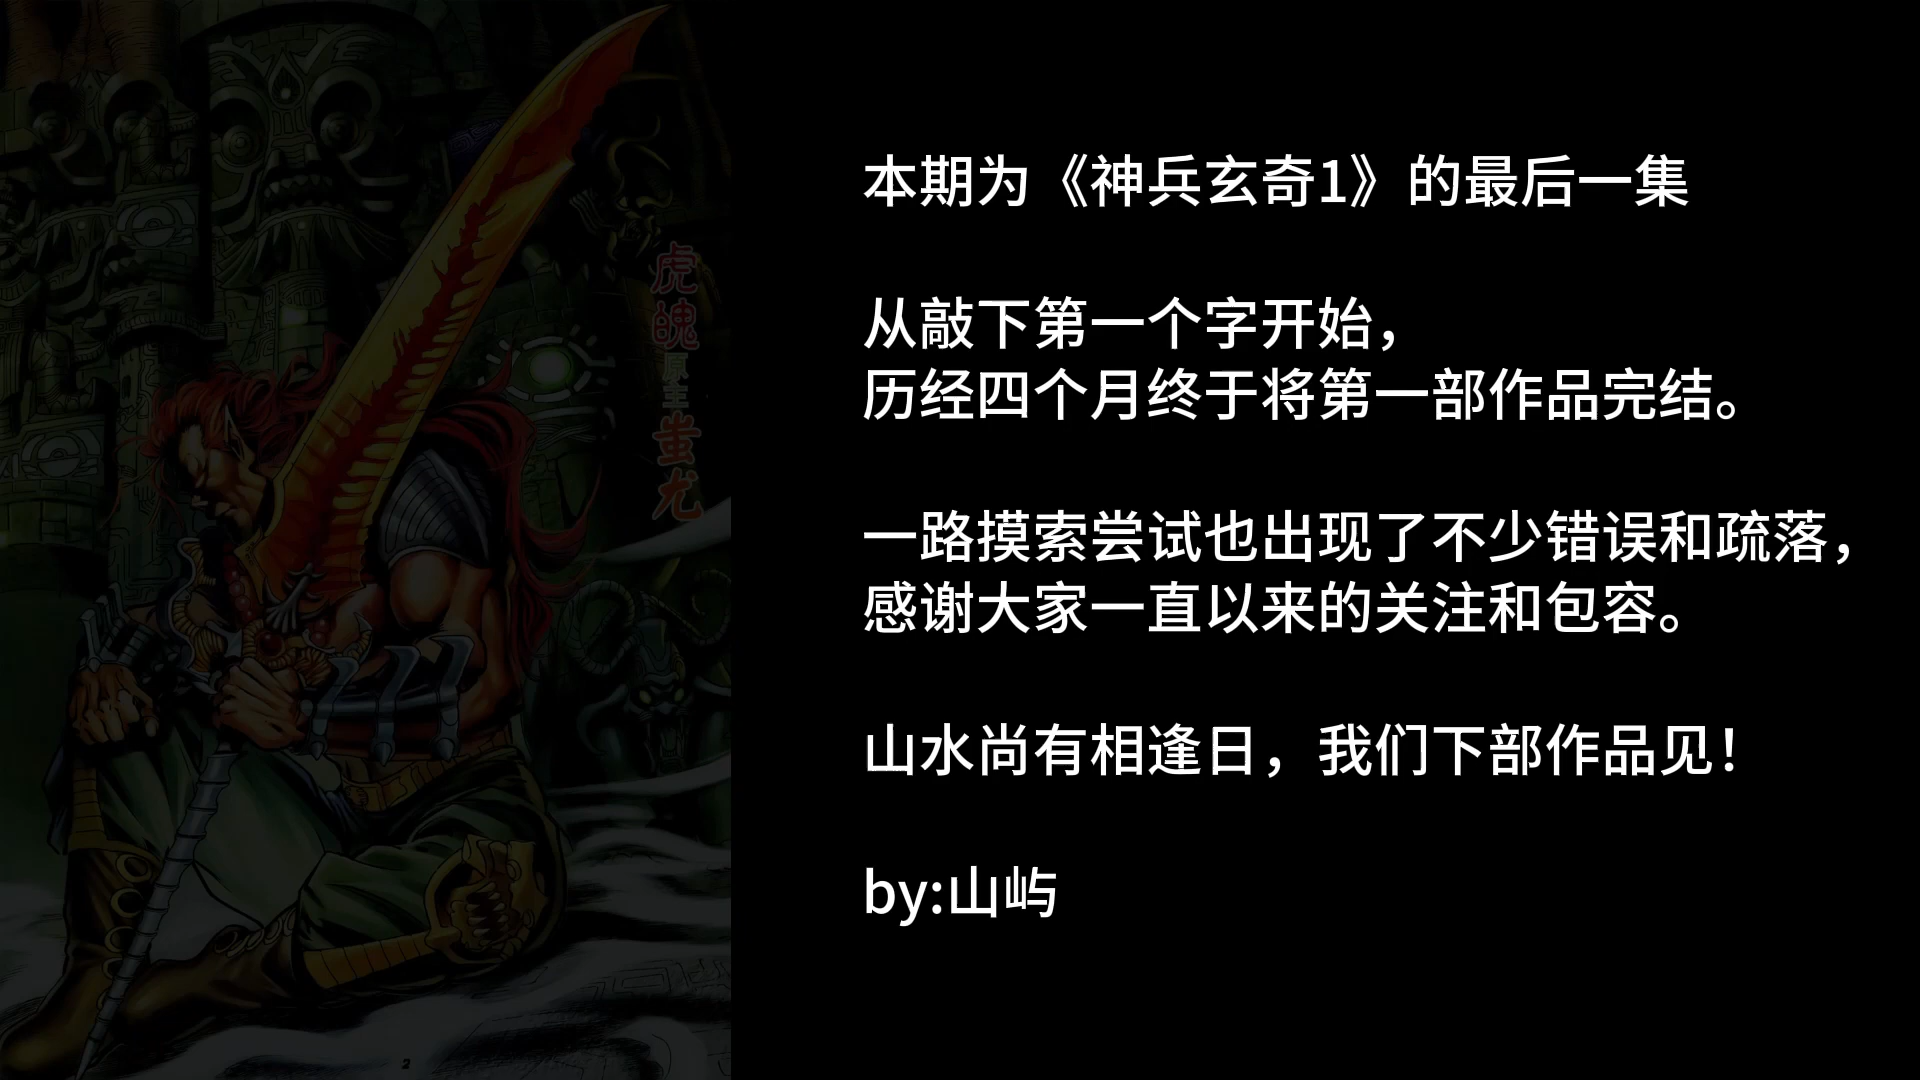 本期为《神兵玄奇1》的最后一集
从敲下第一个字开始，
历经四个月终于将第一部作品完结。
一路摸索尝试也出现了不少错误和疏落，
感谢大家一直以来的关注和包容。
山水尚有相逢日，我们下部作品见！
by:山屿
虎魄
原主
蚩尤
2